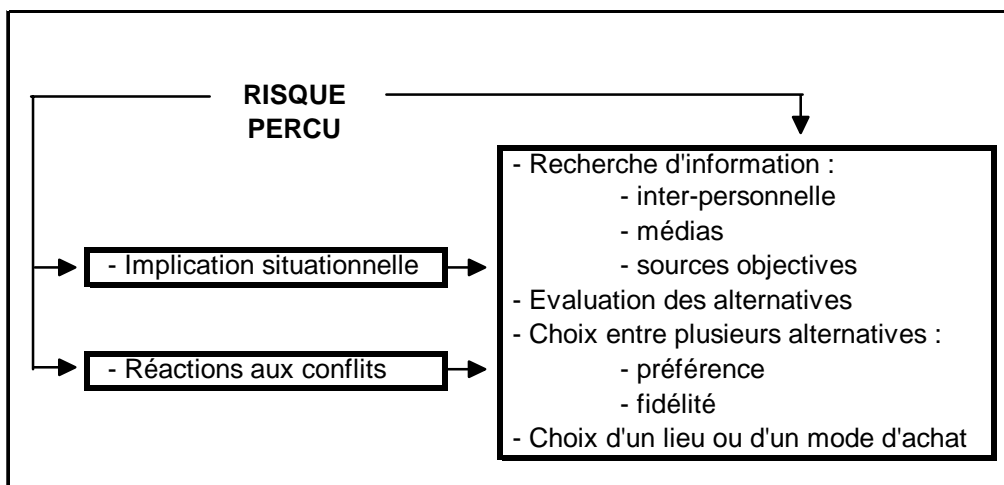 RISQUE
PERCU
- Implication situationnelle
- Réactions aux conflits
- Recherche d'information :
- inter-personnelle
- médias
- sources objectives
- Evaluation des alternatives
- Choix entre plusieurs alternatives :
- préférence
- fidélité
- Choix d'un lieu ou d'un mode d'achat